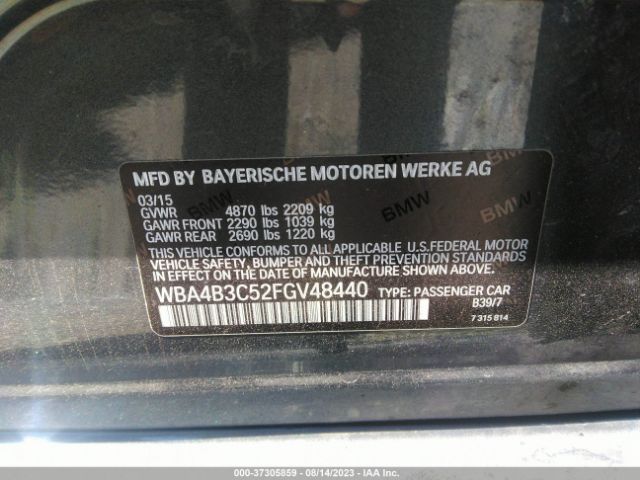 MFD BY BAYERISCHE MOTOREN WERKE AG
03/15
GVWR 4870 lbs 2209 kg
GAWR FRONT 2290 lbs 1039 kg
GAWR REAR 2690 lbs 1220 kg
THIS VEHICLE CONFORMS TO ALL APPLICABLE U.S.FEDERAL MOTOR
VEHICLE SAFETY, BUMPER AND THEFT PREVENTION STANDARDS
IN EFFECT ON THE DATE OF MANUFACTURE SHOWN ABOVE.
WBA4B3C52FGV48440 TYPE: PASSENGER CAR
B39/7
7 315 814
BMW
BMW
BMW
BMW
000-37305859 - 08/14/2023 - IAA Inc.